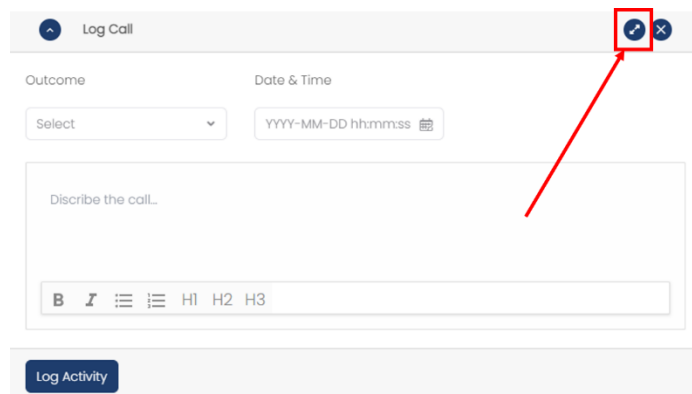 Log Call
Outcome Date & Time
Select YYYY-MM-DD hh:mm:ss
Discribe the call...
B I H1 H2 H3
Log Activity